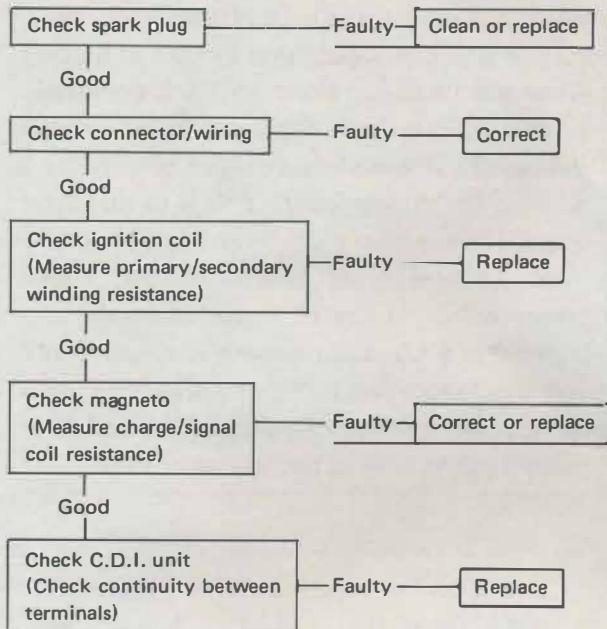 Check spark plug Faulty Clean or replace
Good
Check connector/wiring Faulty Correct
Good
Check ignition coil
(Measure primary/secondary Faulty Replace
winding resistance)
Good
Check magneto
(Measure charge/signal Faulty Correct or replace
coil resistance)
Good
Check C.D.I. unit
(Check continuity between Faulty Replace
terminals)